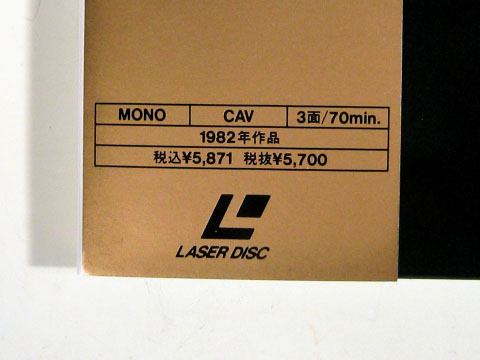 MONO CAV 3面/70min.
1982年作品
税込¥5,871 税抜¥5,700
LASER DISC